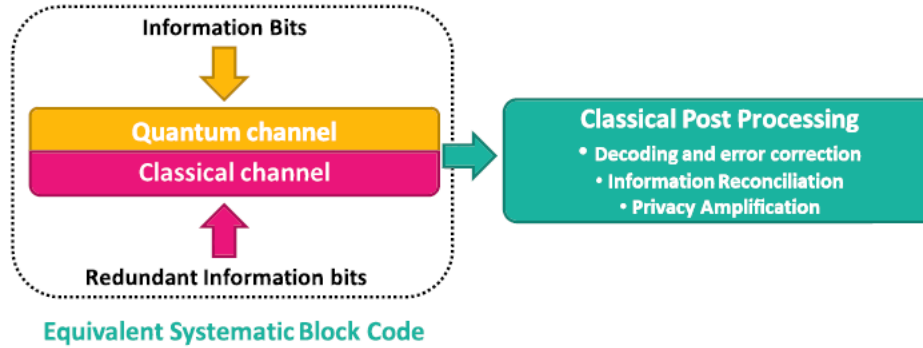 Information Bits
Quantum channel
Classical channel
Redundant Information bits
Equivalent Systematic Block Code
Classical Post Processing
• Decoding and error correction
• Information Reconciliation
• Privacy Amplification